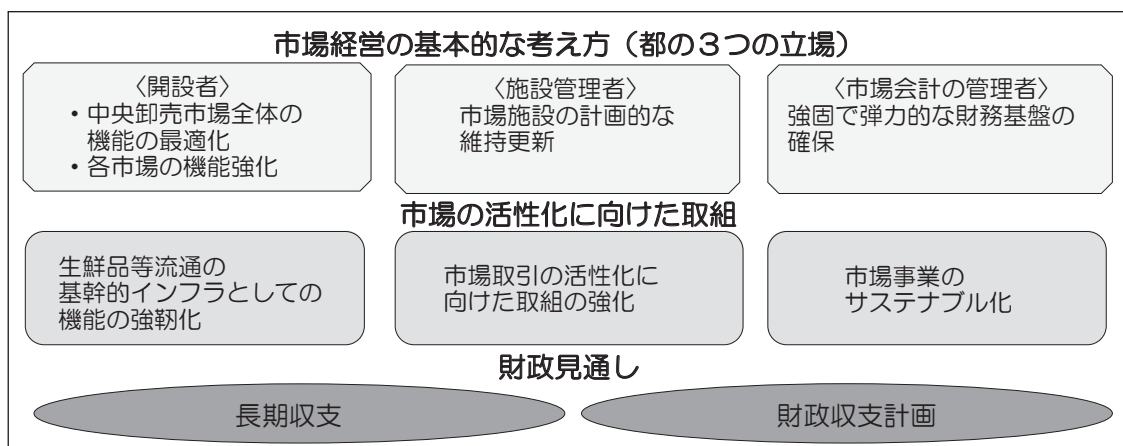 市場経営の基本的な考え方（都の３つの立場）
〈開設者〉
・中央卸売市場全体の
機能の最適化
・各市場の機能強化
〈施設管理者〉
市場施設の計画的な
維持更新
〈市場会計の管理者〉
強固で弾力的な財務基盤の
確保
市場の活性化に向けた取組
生鮮品等流通の
基幹的インフラとしての
機能の強靭化
市場取引の活性化に
向けた取組の強化
市場事業の
サステナブル化
財政見通し
長期収支
財政収支計画